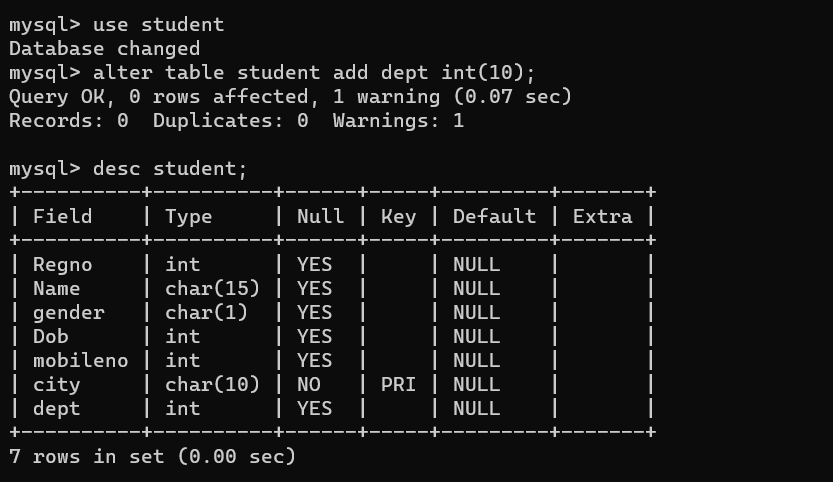 mysql> use student
Database changed
mysql> alter table student add dept int(10);
Query OK, 0 rows affected, 1 warning (0.07 sec)
Records: 0  Duplicates: 0  Warnings: 1

mysql> desc student;
+----------+----------+------+-----+---------+-------+
| Field    | Type     | Null | Key | Default | Extra |
+----------+----------+------+-----+---------+-------+
| Regno    | int      | YES  |     | NULL    |       |
| Name     | char(15) | YES  |     | NULL    |       |
| gender   | char(1)  | YES  |     | NULL    |       |
| Dob      | int      | YES  |     | NULL    |       |
| mobileno | int      | YES  |     | NULL    |       |
| city     | char(10) | NO   | PRI | NULL    |       |
| dept     | int      | YES  |     | NULL    |       |
+----------+----------+------+-----+---------+-------+
7 rows in set (0.00 sec)